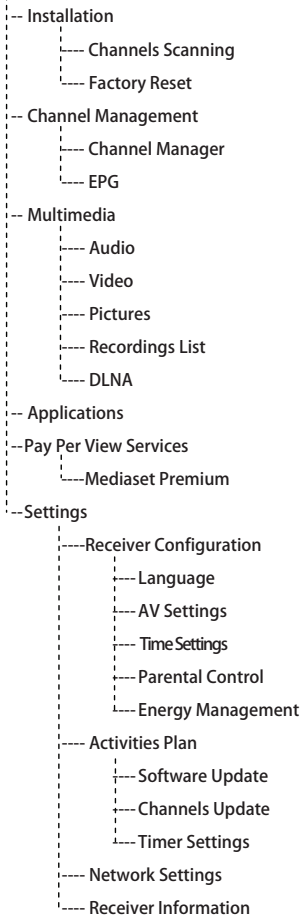 -- Installation
---- Channels Scanning
---- Factory Reset
-- Channel Management
---- Channel Manager
---- EPG
-- Multimedia
---- Audio
---- Video
---- Pictures
---- Recordings List
---- DLNA
-- Applications
--Pay Per View Services
----Mediaset Premium
--Settings
----Receiver Configuration
---- Language
---- AV Settings
---- Time Settings
---- Parental Control
---- Energy Management
---- Activities Plan
---- Software Update
---- Channels Update
---- Timer Settings
---- Network Settings
---- Receiver Information